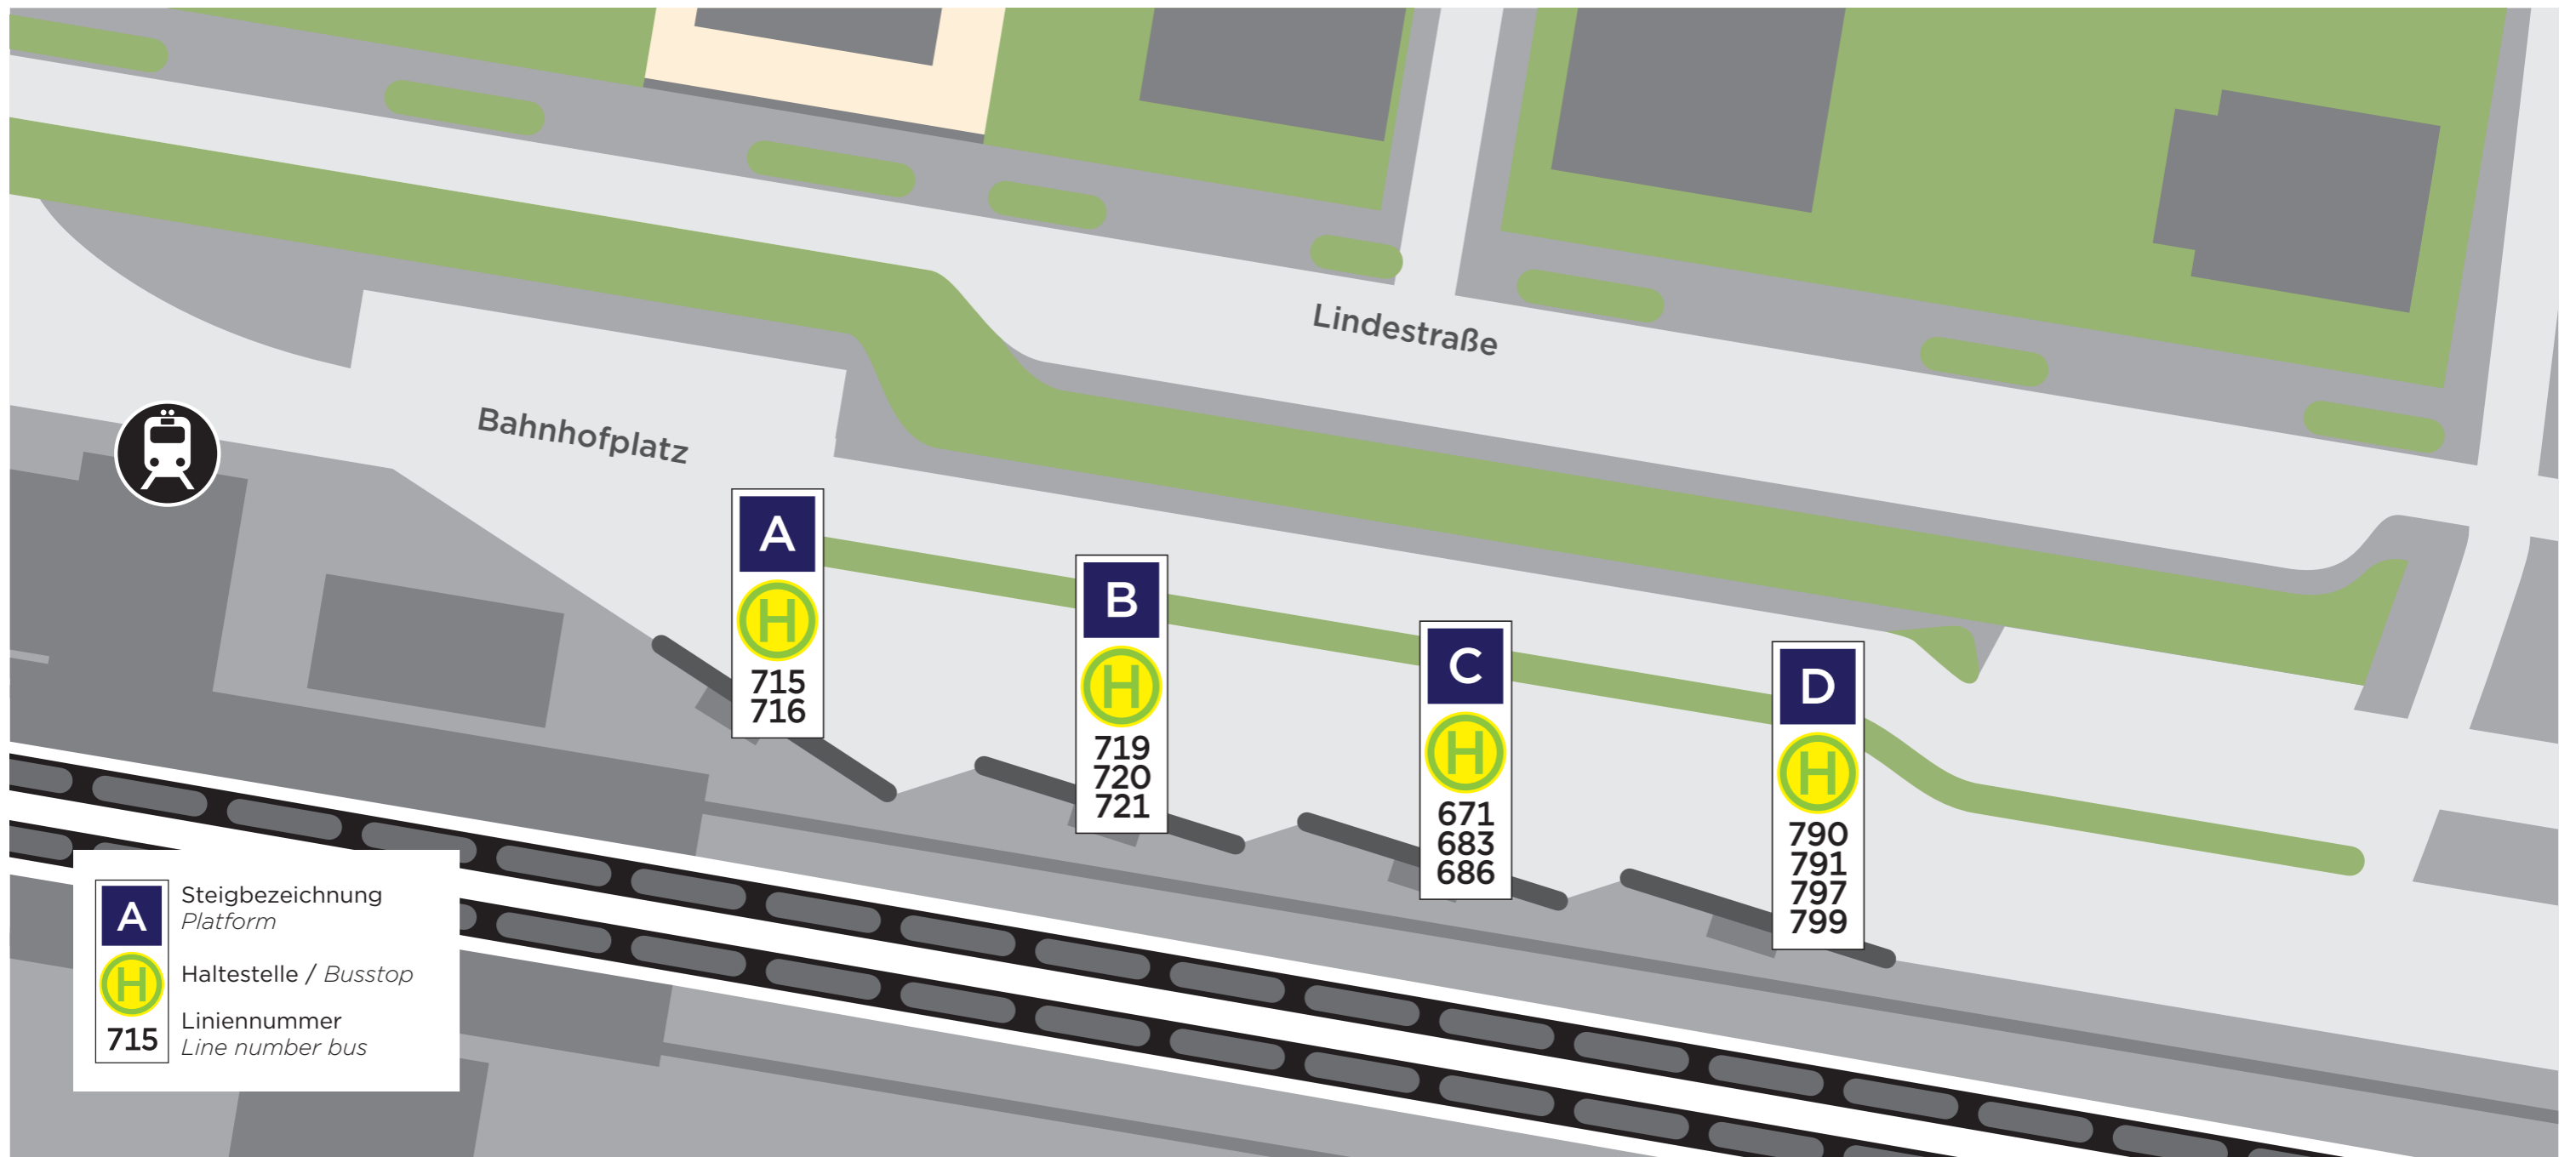 Lindestraße
Bahnhofplatz
A
H
715
716
B
H
719
720
721
C
H
671
683
686
D
H
790
791
797
799
A
Steigbezeichnung
Platform
H
Haltestelle / Busstop
715
Liniennummer
Line number bus